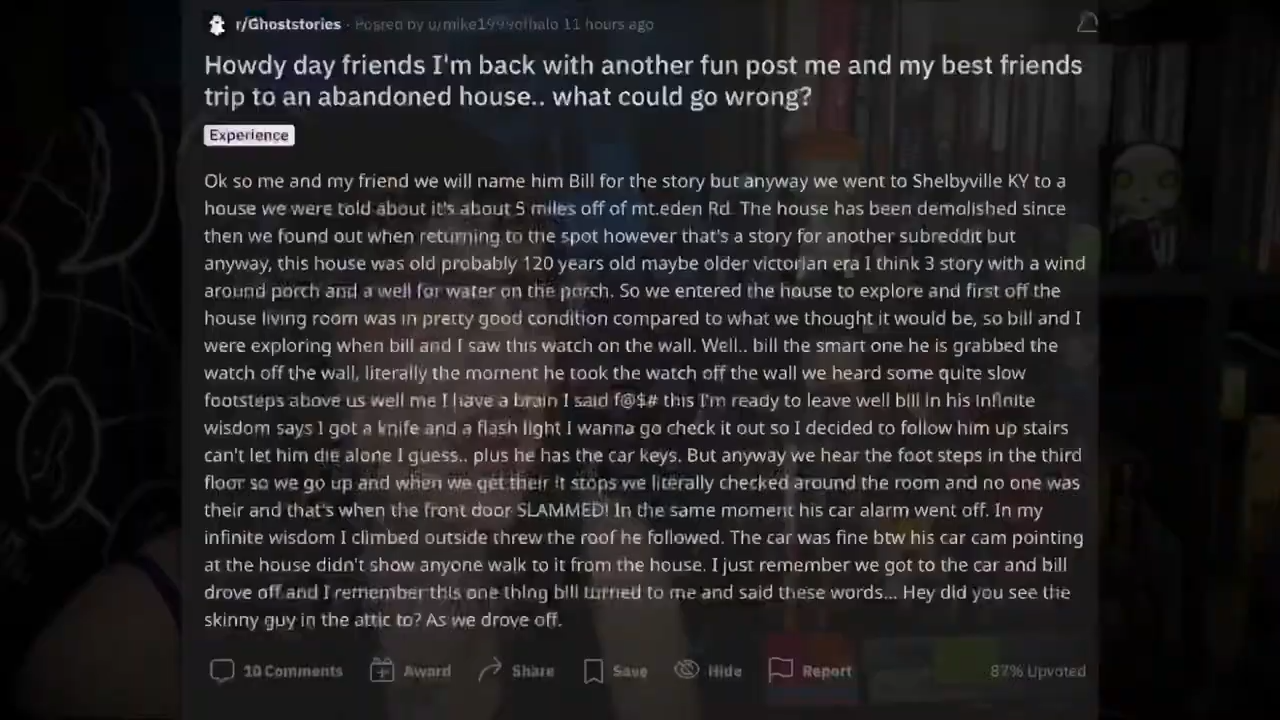 r/Ghoststories · Posted by u/mike1999ofhalo 11 hours ago
Howdy day friends I'm back with another fun post me and my best friends
trip to an abandoned house.. what could go wrong?
Experience
Ok so me and my friend we will name him Bill for the story but anyway we went to Shelbyville KY to a
house we were told about it's about 5 miles off of mt.eden Rd. The house has been demolished since
then we found out when returning to the spot however that's a story for another subreddit but
anyway, this house was old probably 120 years old maybe older victorian era I think 3 story with a wind
around porch and a well for water on the porch. So we entered the house to explore and first off the
house living room was in pretty good condition compared to what we thought it would be, so bill and I
were exploring when bill and I saw this watch on the wall. Well.. bill the smart one he is grabbed the
watch off the wall, literally the moment he took the watch off the wall we heard some quite slow
footsteps above us well me I have a brain I said f@$# this I'm ready to leave well bill in his infinite
wisdom says I got a knife and a flash light I wanna go check it out so I decided to follow him up stairs
can't let him die alone I guess.. plus he has the car keys. But anyway we hear the foot steps in the third
floor so we go up and when we get their it stops we literally checked around the room and no one was
their and that's when the front door SLAMMED! In the same moment his car alarm went off. In my
infinite wisdom I climbed outside threw the roof he followed. The car was fine btw his car cam pointing
at the house didn't show anyone walk to it from the house. I just remember we got to the car and bill
drove off and I remember this one thing bill turned to me and said these words... Hey did you see the
skinny guy in the attic to? As we drove off.
10 Comments Award Share Save Hide Report 87% Upvoted